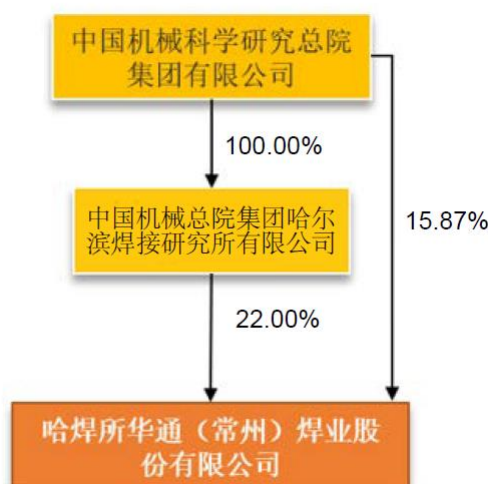 中国机械科学研究总院
集团有限公司
100.00%
中国机械总院集团哈尔
滨焊接研究所有限公司
15.87%
22.00%
哈焊所华通（常州）焊业股
份有限公司